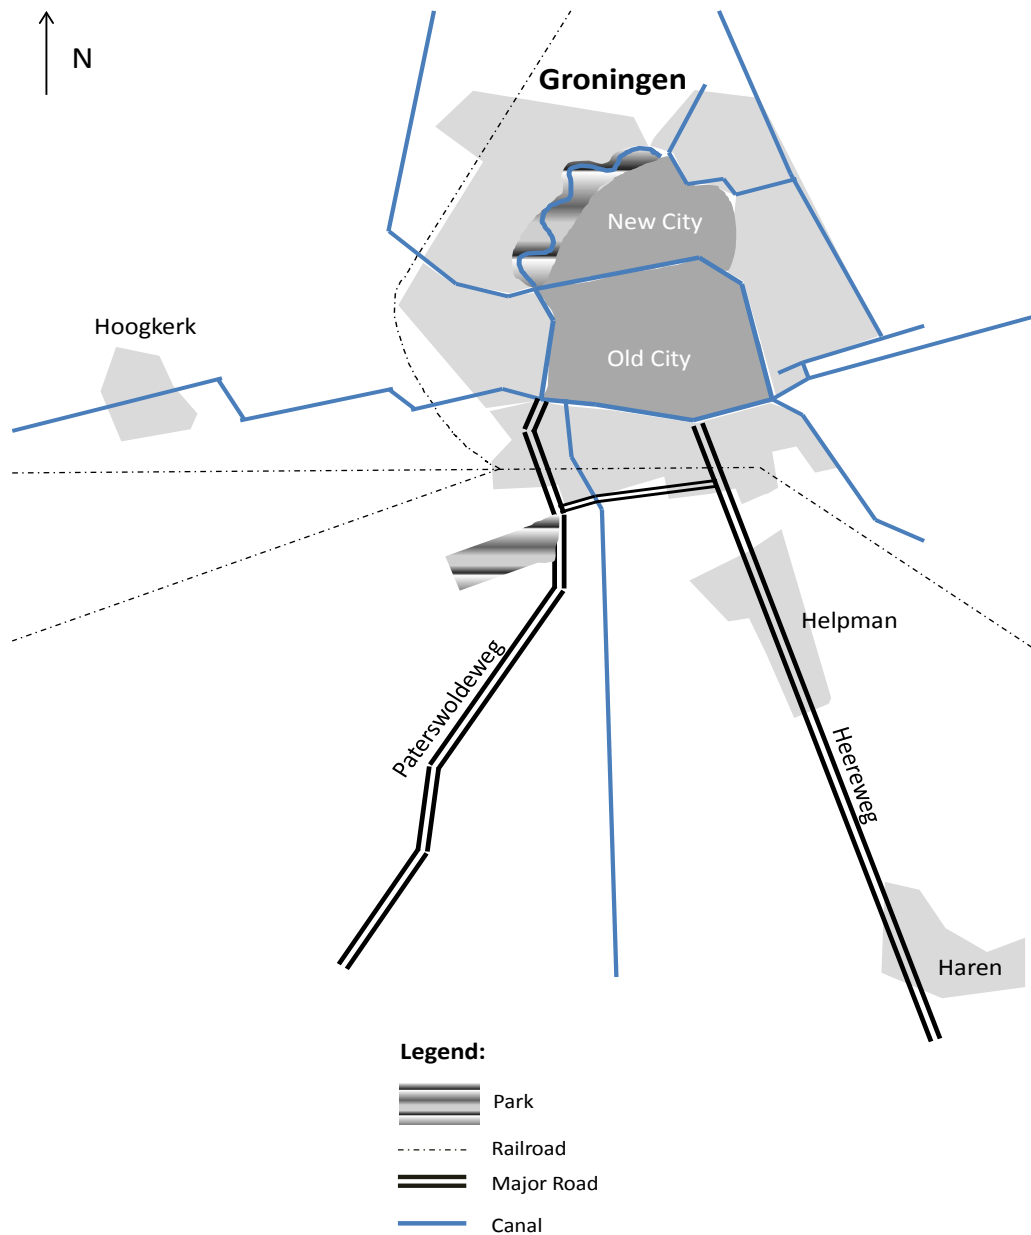 N
Groningen
New City
Hoogkerk
Old City
Helpman
Paterswoldeweg
Heereweg
Haren
Legend:
Park
Railroad
Major Road
Canal